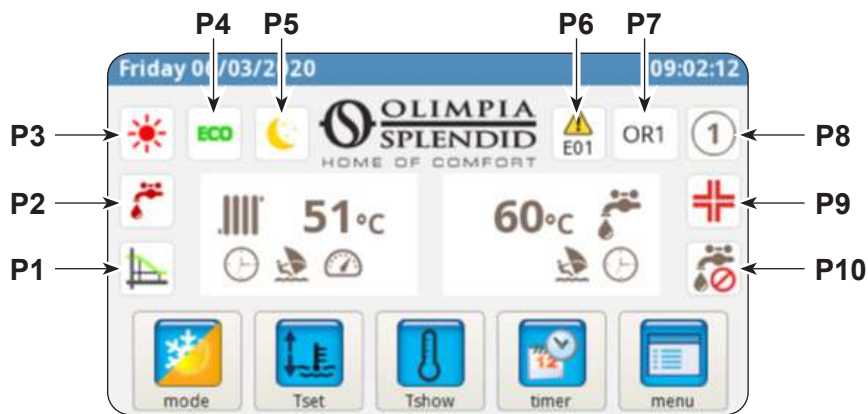 P4 P5 P6 P7
Friday 06/03/2020 09:02:12
P3 ECO OLIMPIA SPLENDID HOME OF COMFORT E01 OR1 1 P8
P2 51°C 60°C P9
P1 P10
12
mode Tset Tshow timer menu